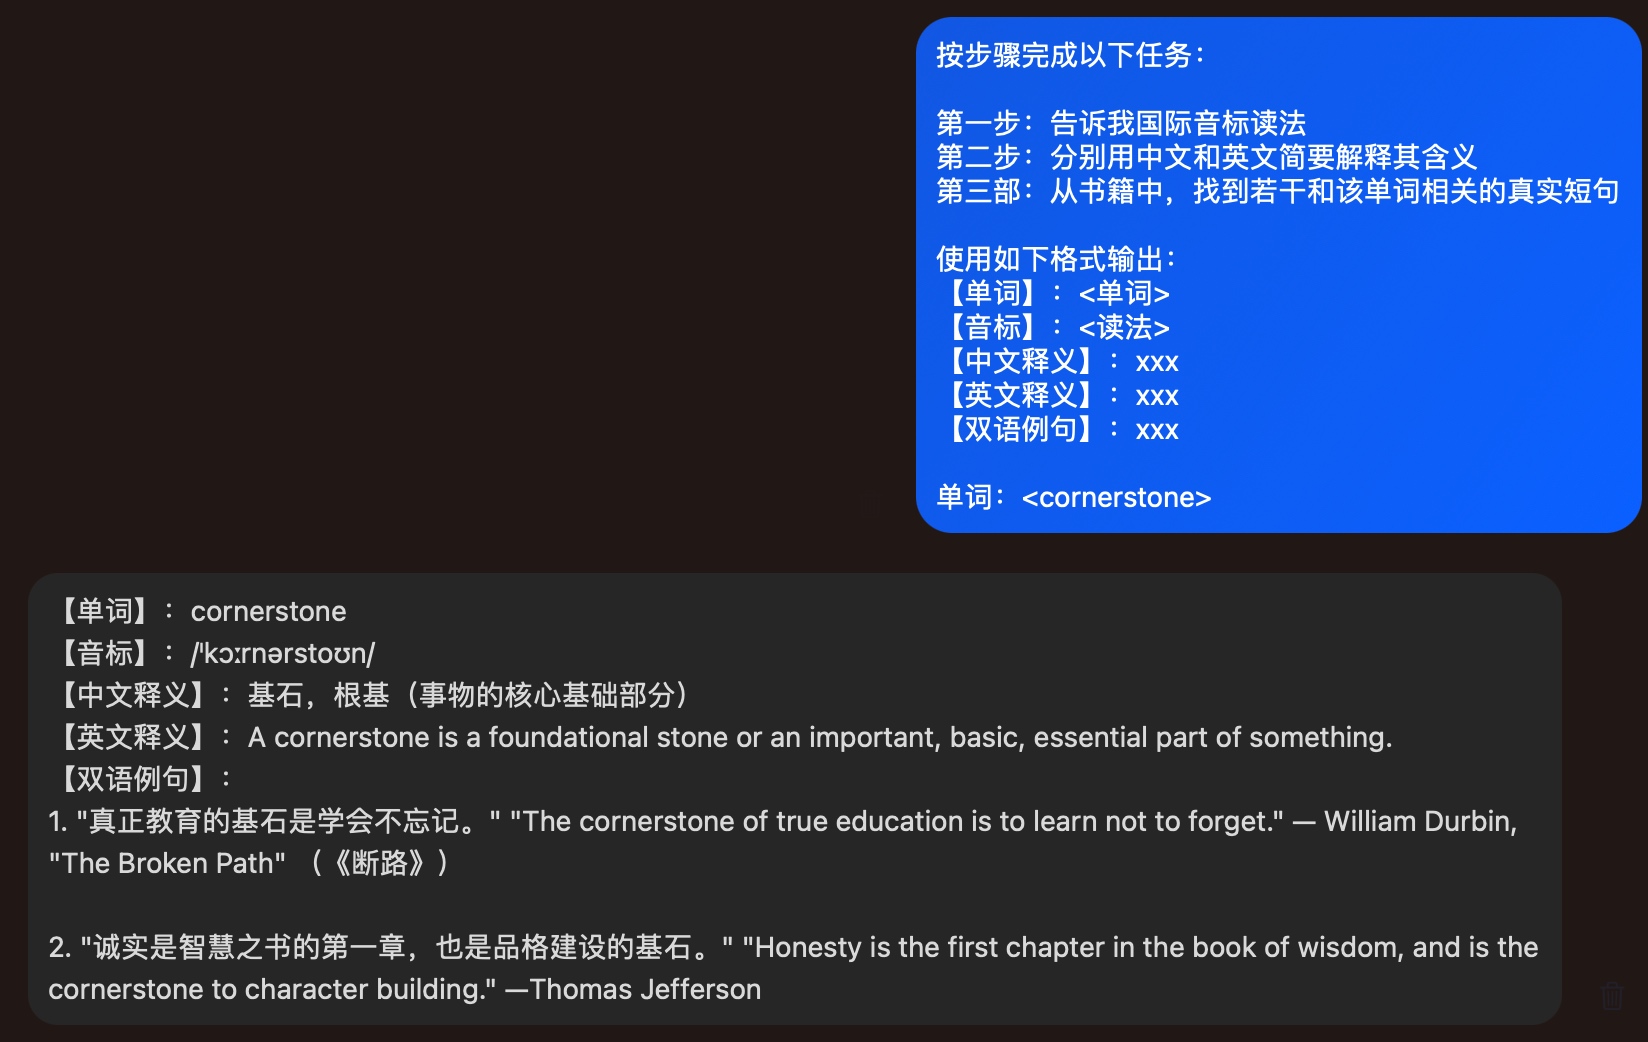 按步骤完成以下任务：
第一步：告诉我国际音标读法
第二步：分别用中文和英文简要解释其含义
第三部：从书籍中，找到若干和该单词相关的真实短句
使用如下格式输出：
【单词】：<单词>
【音标】：<读法>
【中文释义】：xxx
【英文释义】：xxx
【双语例句】：xxx
单词：<cornerstone>
【单词】：cornerstone
【音标】：/ˈkɔːrnərstoʊn/
【中文释义】：基石，根基（事物的核心基础部分）
【英文释义】：A cornerstone is a foundational stone or an important, basic, essential part of something.
【双语例句】：
1. "真正教育的基石是学会不忘记。" "The cornerstone of true education is to learn not to forget." — William Durbin,
"The Broken Path" （《断路》）
2. "诚实是智慧之书的第一章，也是品格建设的基石。" "Honesty is the first chapter in the book of wisdom, and is the
cornerstone to character building." —Thomas Jefferson